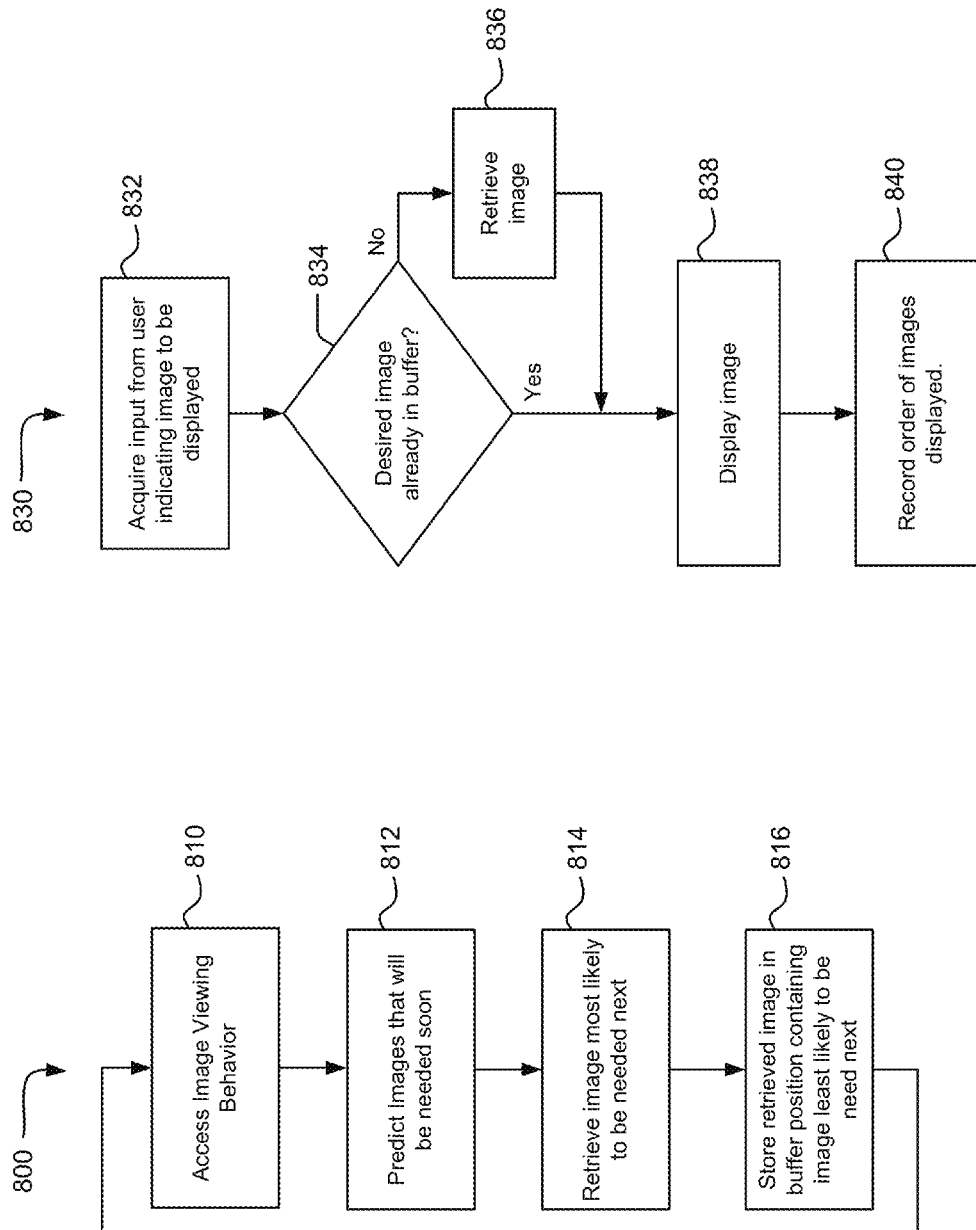 800
Access Image Viewing
Behavior
810
Predict Images that will
be needed soon
812
Retrieve image most likely
to be needed next
814
Store retrieved image in
buffer position containing
image least likely to be
need next
816
830
Acquire input from user
indicating image to be
displayed
832
Desired image
already in buffer?
834
No
Yes
Retrieve
image
836
Display image
838
Record order of images
displayed.
840